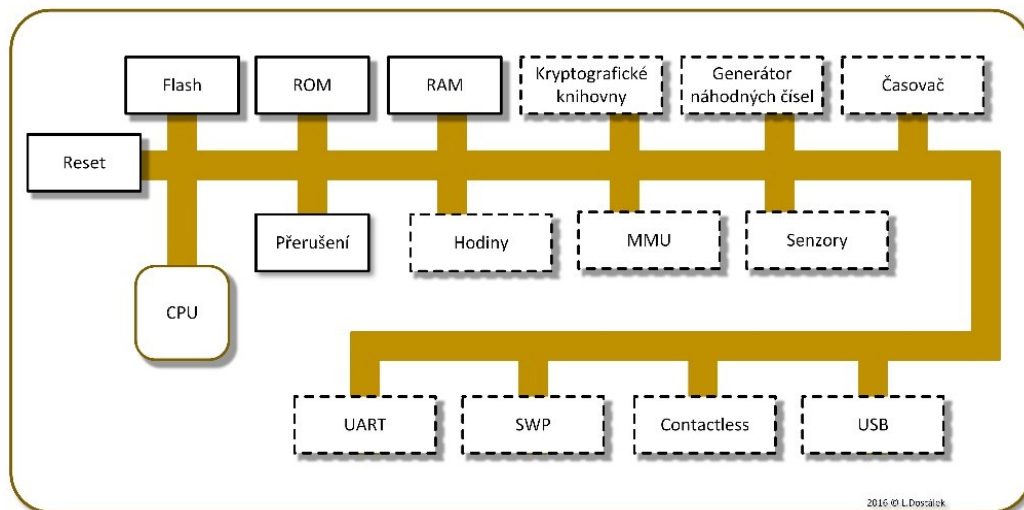 Flash
ROM
RAM
Kryptografické
knihovny
Generátor
náhodných čísel
Časovač
Reset
Přerušení
Hodiny
MMU
Senzory
CPU
UART
SWP
Contactless
USB
2016 © L.Dostálek